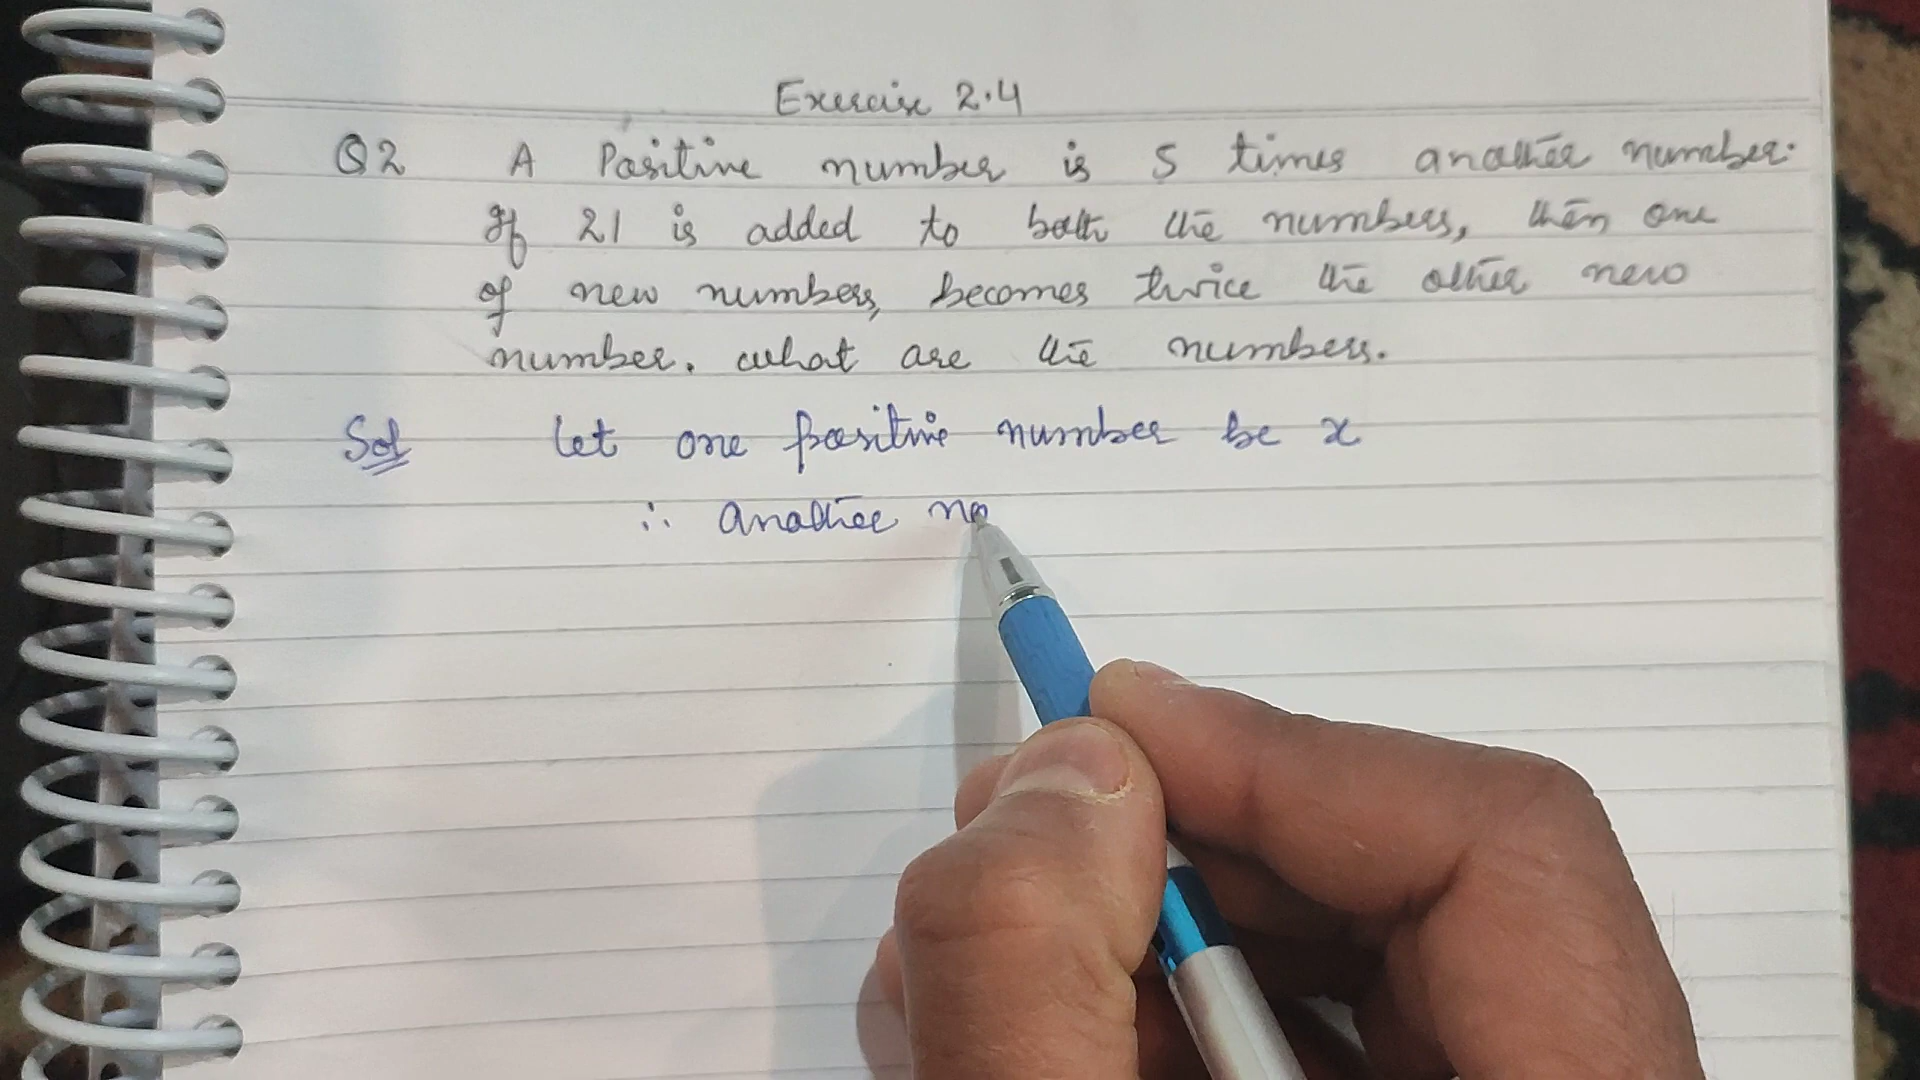 Exercise 2.4
Q2 A Positive number is 5 times another number.
If 21 is added to both the numbers, then one
of new numbers, becomes twice the other new
number. what are the numbers.
Sol Let one positive number be x
∴ another no